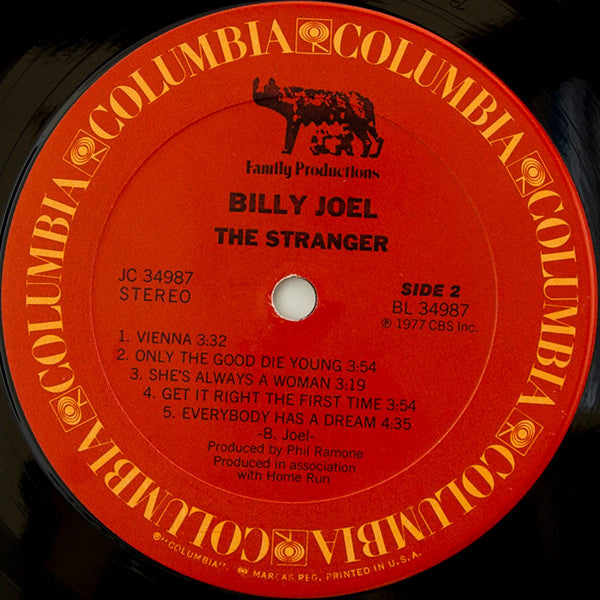 COLUMBIA COLUMBIA COLUMBIA COLUMBIA COLUMBIA COLUMBIA
Family Productions
BILLY JOEL
THE STRANGER
JC 34987
STEREO
SIDE 2
BL 34987
℗ 1977 CBS Inc.
1. VIENNA 3:32
2. ONLY THE GOOD DIE YOUNG 3:54
3. SHE'S ALWAYS A WOMAN 3:19
4. GET IT RIGHT THE FIRST TIME 3:54
5. EVERYBODY HAS A DREAM 4:35
-B. Joel-
Produced by Phil Ramone
Produced in association
with Home Run
®"COLUMBIA", MARCAS REG. PRINTED IN U.S.A.